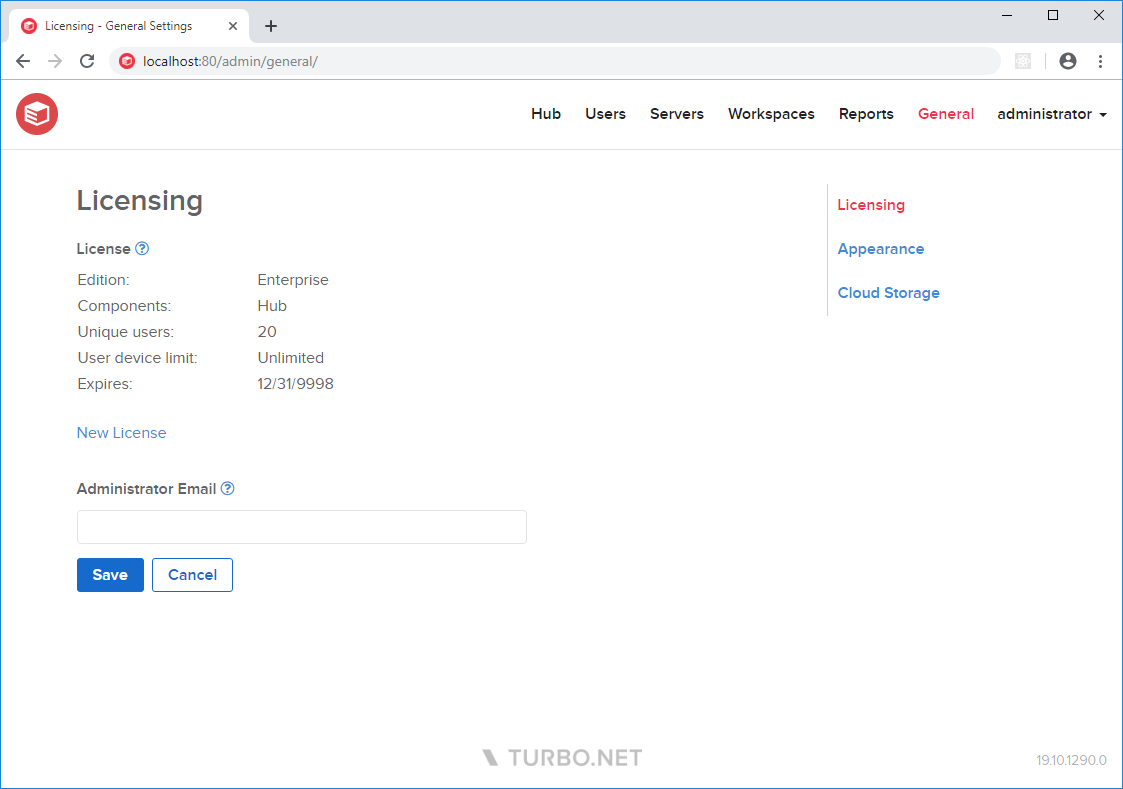 Licensing - General Settings
localhost:80/admin/general/
Hub Users Servers Workspaces Reports General administrator
Licensing
License ?
Edition: Enterprise
Components: Hub
Unique users: 20
User device limit: Unlimited
Expires: 12/31/9998
New License
Administrator Email ?
Save Cancel
Licensing
Appearance
Cloud Storage
TURBO.NET
19.10.1290.0